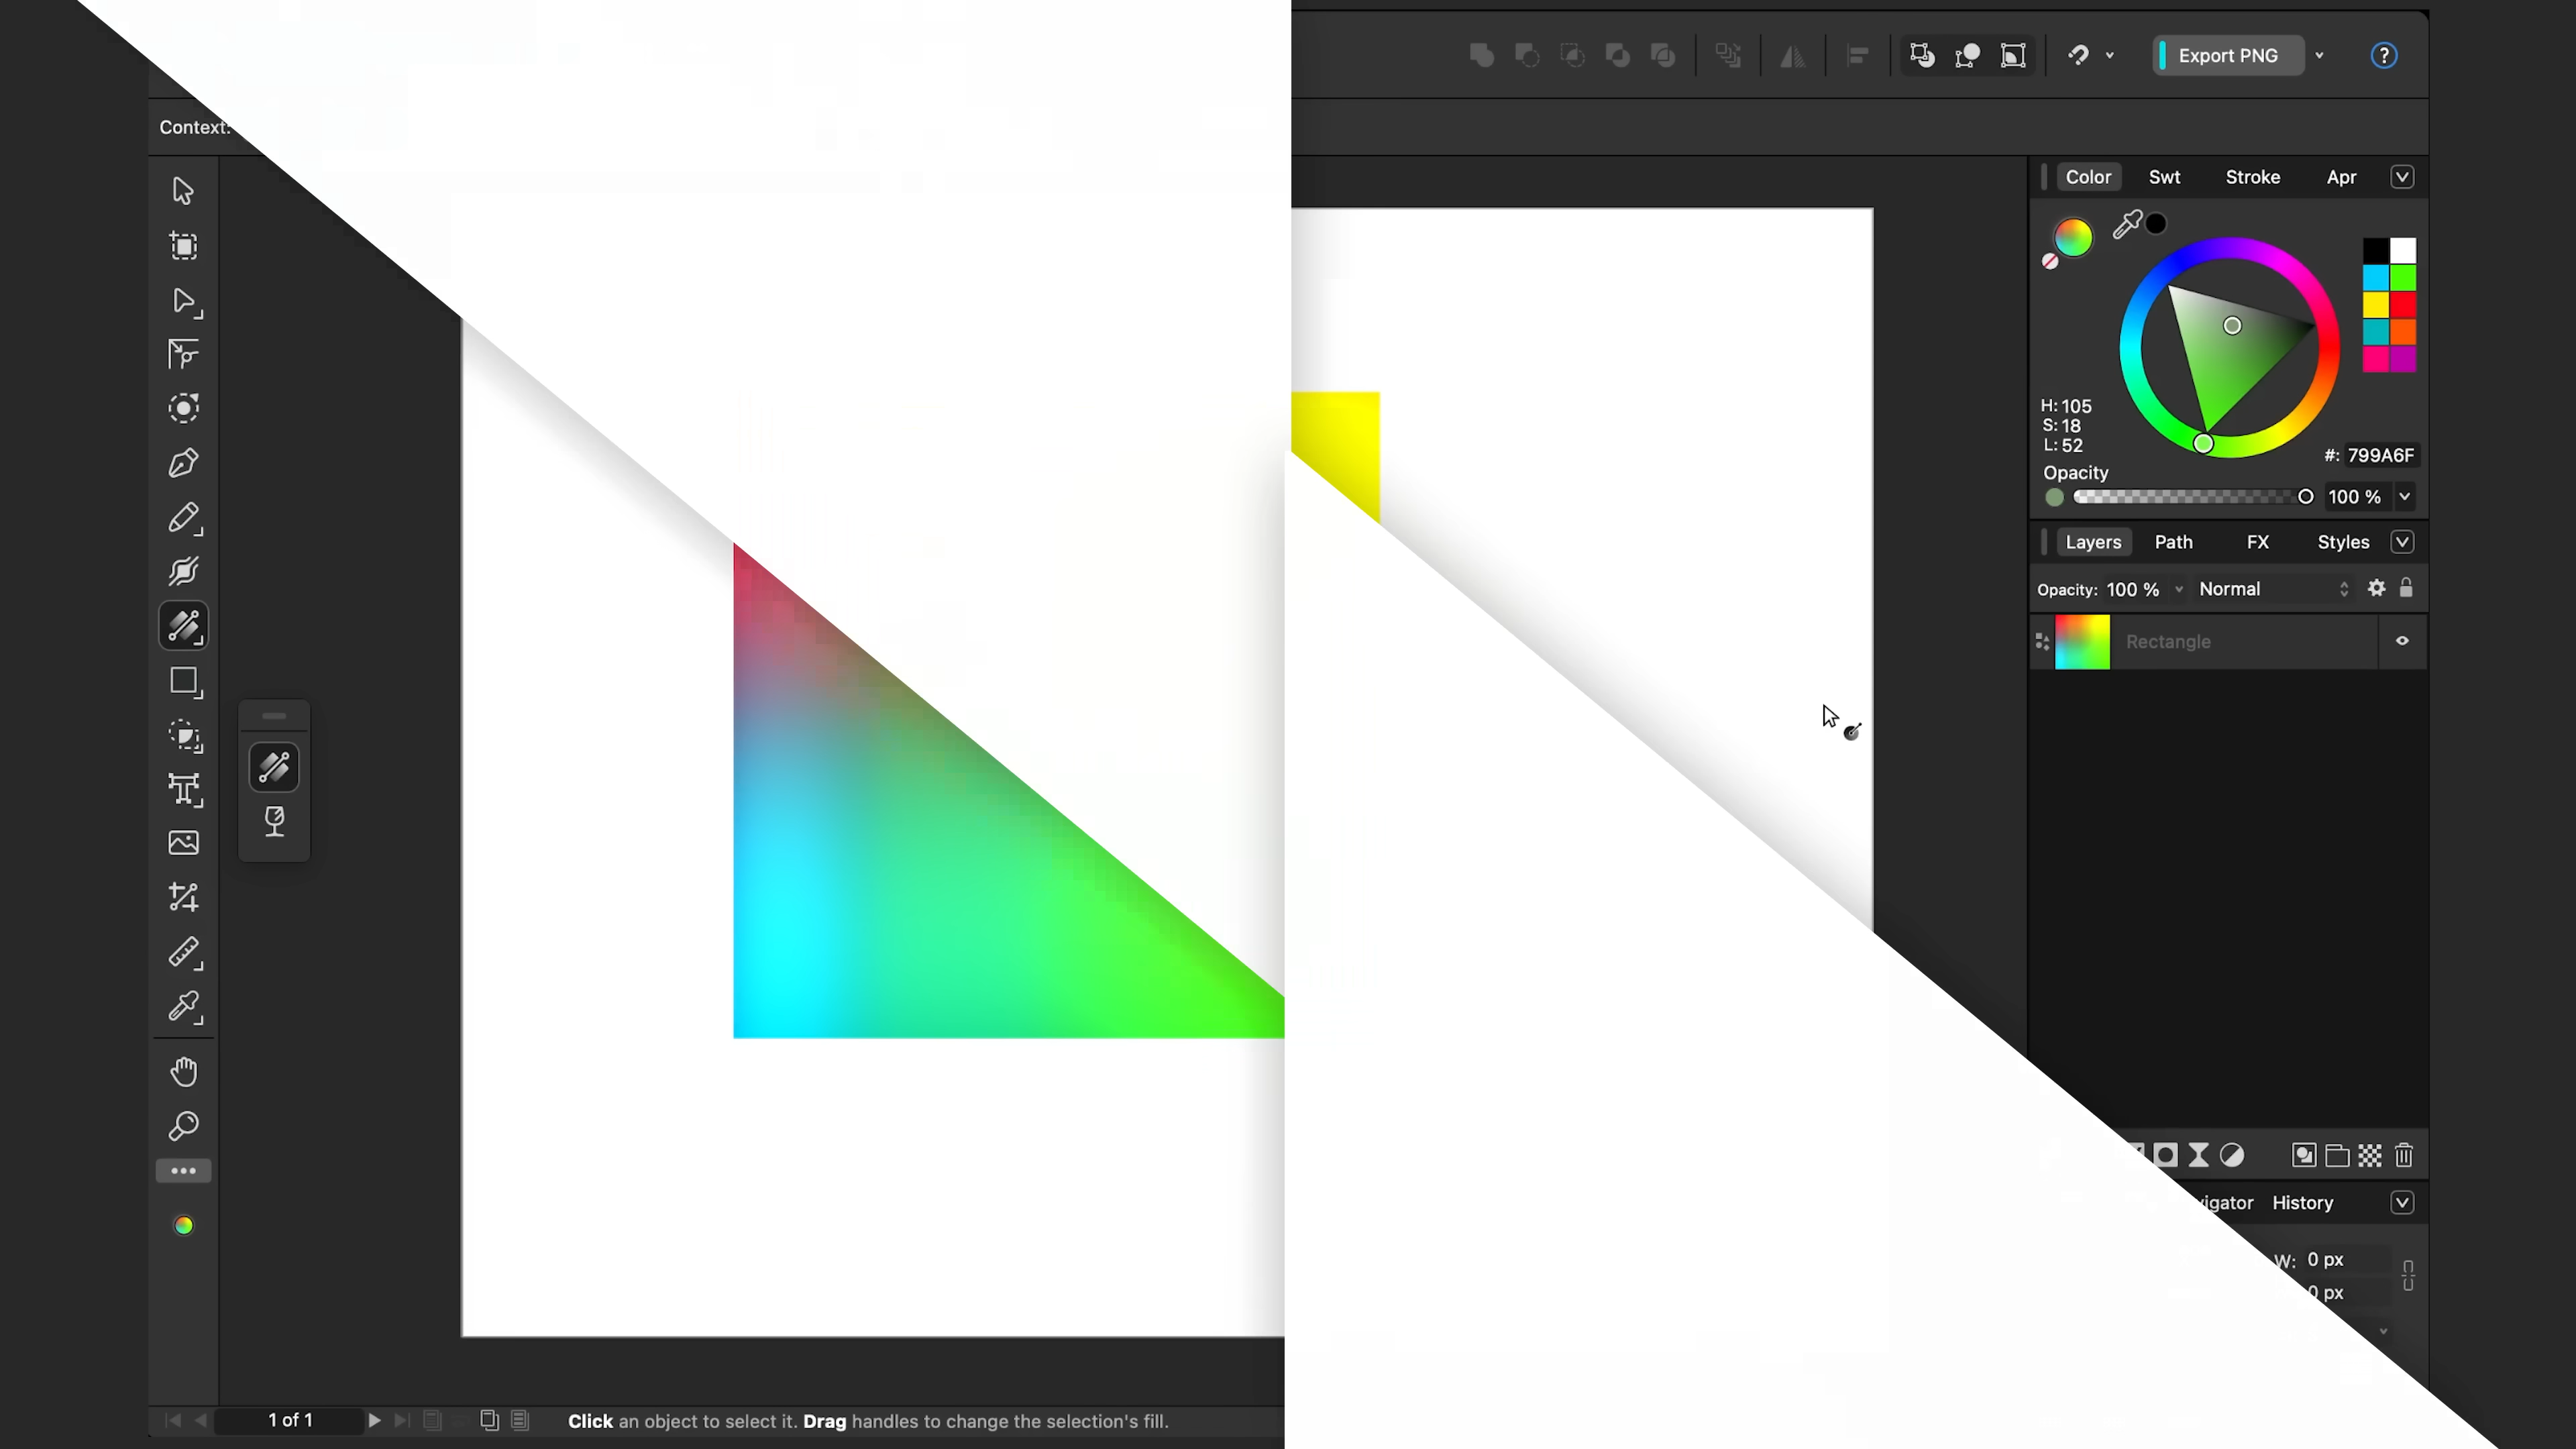 Export PNG
?
Context:
Color Swt Stroke Apr
H: 105
S: 18
L: 52
#: 799A6F
Opacity
100 %
Layers Path FX Styles
Opacity: 100 % Normal
Rectangle
History
W: 0 px
0 px
1 of 1
Click an object to select it. Drag handles to change the selection's fill.